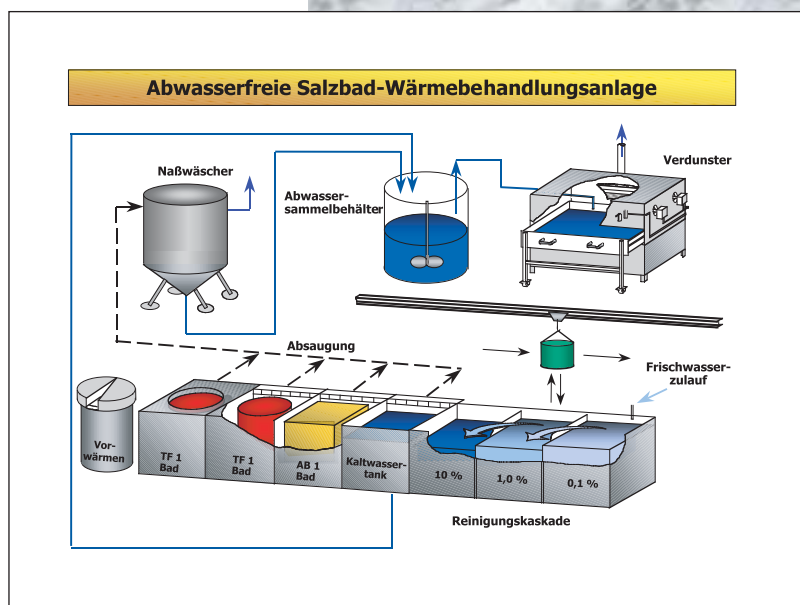 Abwasserfreie Salzbad-Wärmebehandlungsanlage
Naßwäscher
Abwasser-
sammelbehälter
Verdunster
Absaugung
Frischwasser-
zulauf
Vor-
wärmen
TF 1
Bad
TF 1
Bad
AB 1
Bad
Kaltwasser-
tank
10 %
1,0 %
0,1 %
Reinigungskaskade